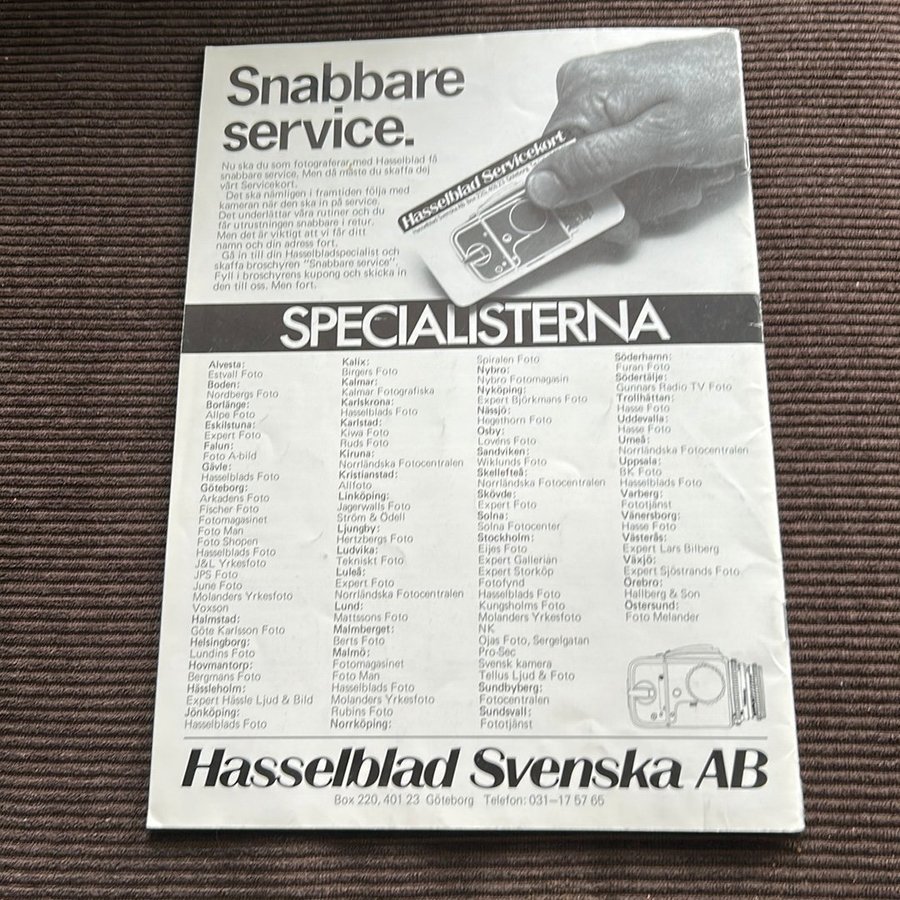 Snabbare
service.
Nu ska du som fotograferar med Hasselblad få
snabbare service. Men då måste du skaffa dej
vårt Servicekort.
Det ska nämligen i framtiden följa med
kameran när den ska in på service.
Det underlättar våra rutiner och du
får utrustningen snabbare i retur.
Men det är viktigt att vi får ditt
namn och din adress fort.
Gå in till din Hasselbladspecialist och
skaffa broschyren "Snabbare service".
Fyll i broschyrens kupong och skicka in
den till oss. Men fort.
Hasselblad Servicekort
SPECIALISTERNA
Alvesta:
Estvall Foto
Boden:
Nordbergs Foto
Borlänge:
Allpe Foto
Eskilstuna:
Expert Foto
Falun:
Foto A-bild
Gävle:
Hasselblads Foto
Göteborg:
Arkadens Foto
Fischer Foto
Fotomagasinet
Foto Man
Foto Shopen
Hasselblads Foto
J&L Yrkesfoto
JPS Foto
June Foto
Molanders Yrkesfoto
Voxson
Halmstad:
Göte Karlsson Foto
Helsingborg:
Lundins Foto
Hovmantorp:
Bergmans Foto
Hässleholm:
Expert Hässle Ljud & Bild
Jönköping:
Hasselblads Foto
Kalix:
Birgers Foto
Kalmar:
Kalmar Fotografiska
Karlskrona:
Hasselblads Foto
Karlstad:
Kiwa Foto
Ruds Foto
Kiruna:
Norrländska Fotocentralen
Kristianstad:
Allfoto
Linköping:
Jagerwalls Foto
Ström & Ödell
Ljungby:
Hertzbergs Foto
Ludvika:
Tekniskt Foto
Luleå:
Expert Foto
Norrländska Fotocentralen
Lund:
Mattssons Foto
Malmberget:
Berts Foto
Malmö:
Fotomagasinet
Foto Man
Hasselblads Foto
Molanders Yrkesfoto
Rubins Foto
Norrköping:
Spiralen Foto
Nybro:
Nybro Fotomagasin
Nyköping:
Expert Björkmans Foto
Nässjö:
Hegethorn Foto
Osby:
Lovéns Foto
Sandviken:
Wiklunds Foto
Skellefteå:
Norrländska Fotocentralen
Skövde:
Expert Foto
Solna:
Solna Fotocenter
Stockholm:
Eijes Foto
Expert Gallerian
Expert Storköp
Fotofynd
Hasselblads Foto
Kungsholms Foto
Molanders Yrkesfoto
NK
Ojas Foto, Sergelgatan
Pro-Sec
Svensk kamera
Tellus Ljud & Foto
Sundbyberg:
Fotocentralen
Sundsvall:
Fototjänst
Söderhamn:
Furan Foto
Södertälje:
Gunnars Radio TV Foto
Trollhättan:
Hasse Foto
Uddevalla:
Hasse Foto
Umeå:
Norrländska Fotocentralen
Uppsala:
BK Foto
Hasselblads Foto
Varberg:
Fototjänst
Vänersborg:
Hasse Foto
Västerås:
Expert Lars Bilberg
Växjö:
Expert Sjöstrands Foto
Örebro:
Hallberg & Son
Östersund:
Foto Melander
Hasselblad Svenska AB
Box 220, 401 23 Göteborg Telefon: 031-17 57 65